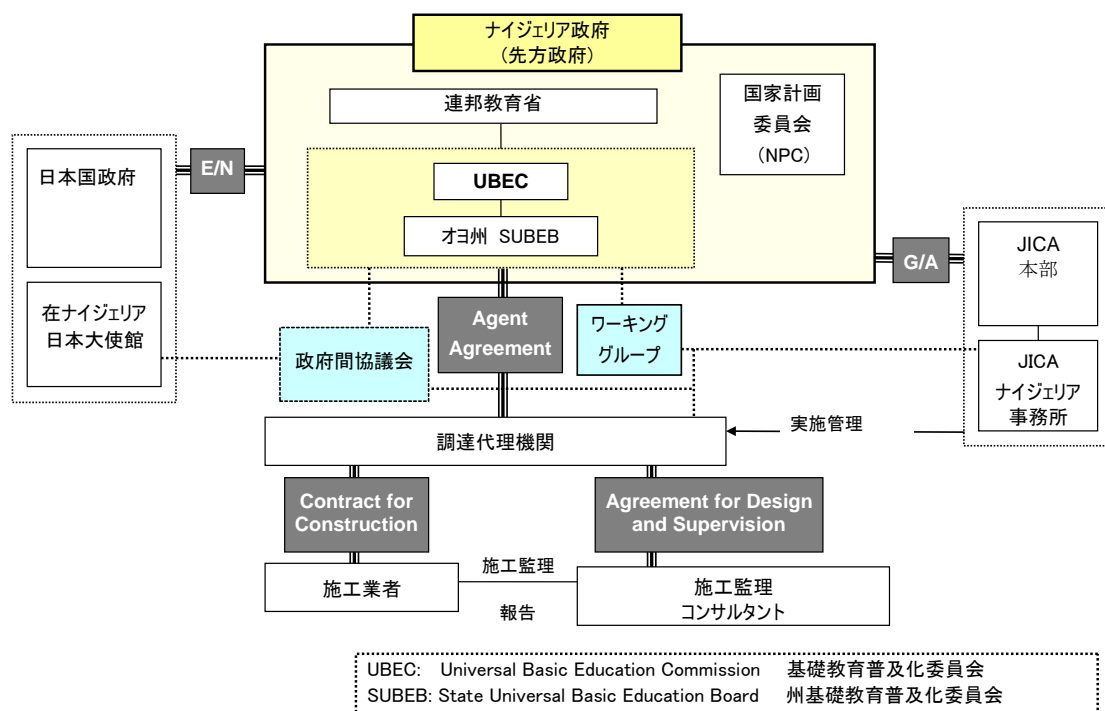 ナイジェリア政府
(先方政府)
連邦教育省
国家計画
委員会
(NPC)
日本国政府
E/N
UBEC
オヨ州 SUBEB
G/A
JICA
本部
在ナイジェリア
日本大使館
政府間協議会
Agent
Agreement
ワーキング
グループ
JICA
ナイジェリア
事務所
調達代理機関
実施管理
Contract for
Construction
Agreement for Design
and Supervision
施工業者
施工監理
報告
施工監理
コンサルタント
UBEC: Universal Basic Education Commission 基礎教育普及化委員会
SUBEB: State Universal Basic Education Board 州基礎教育普及化委員会